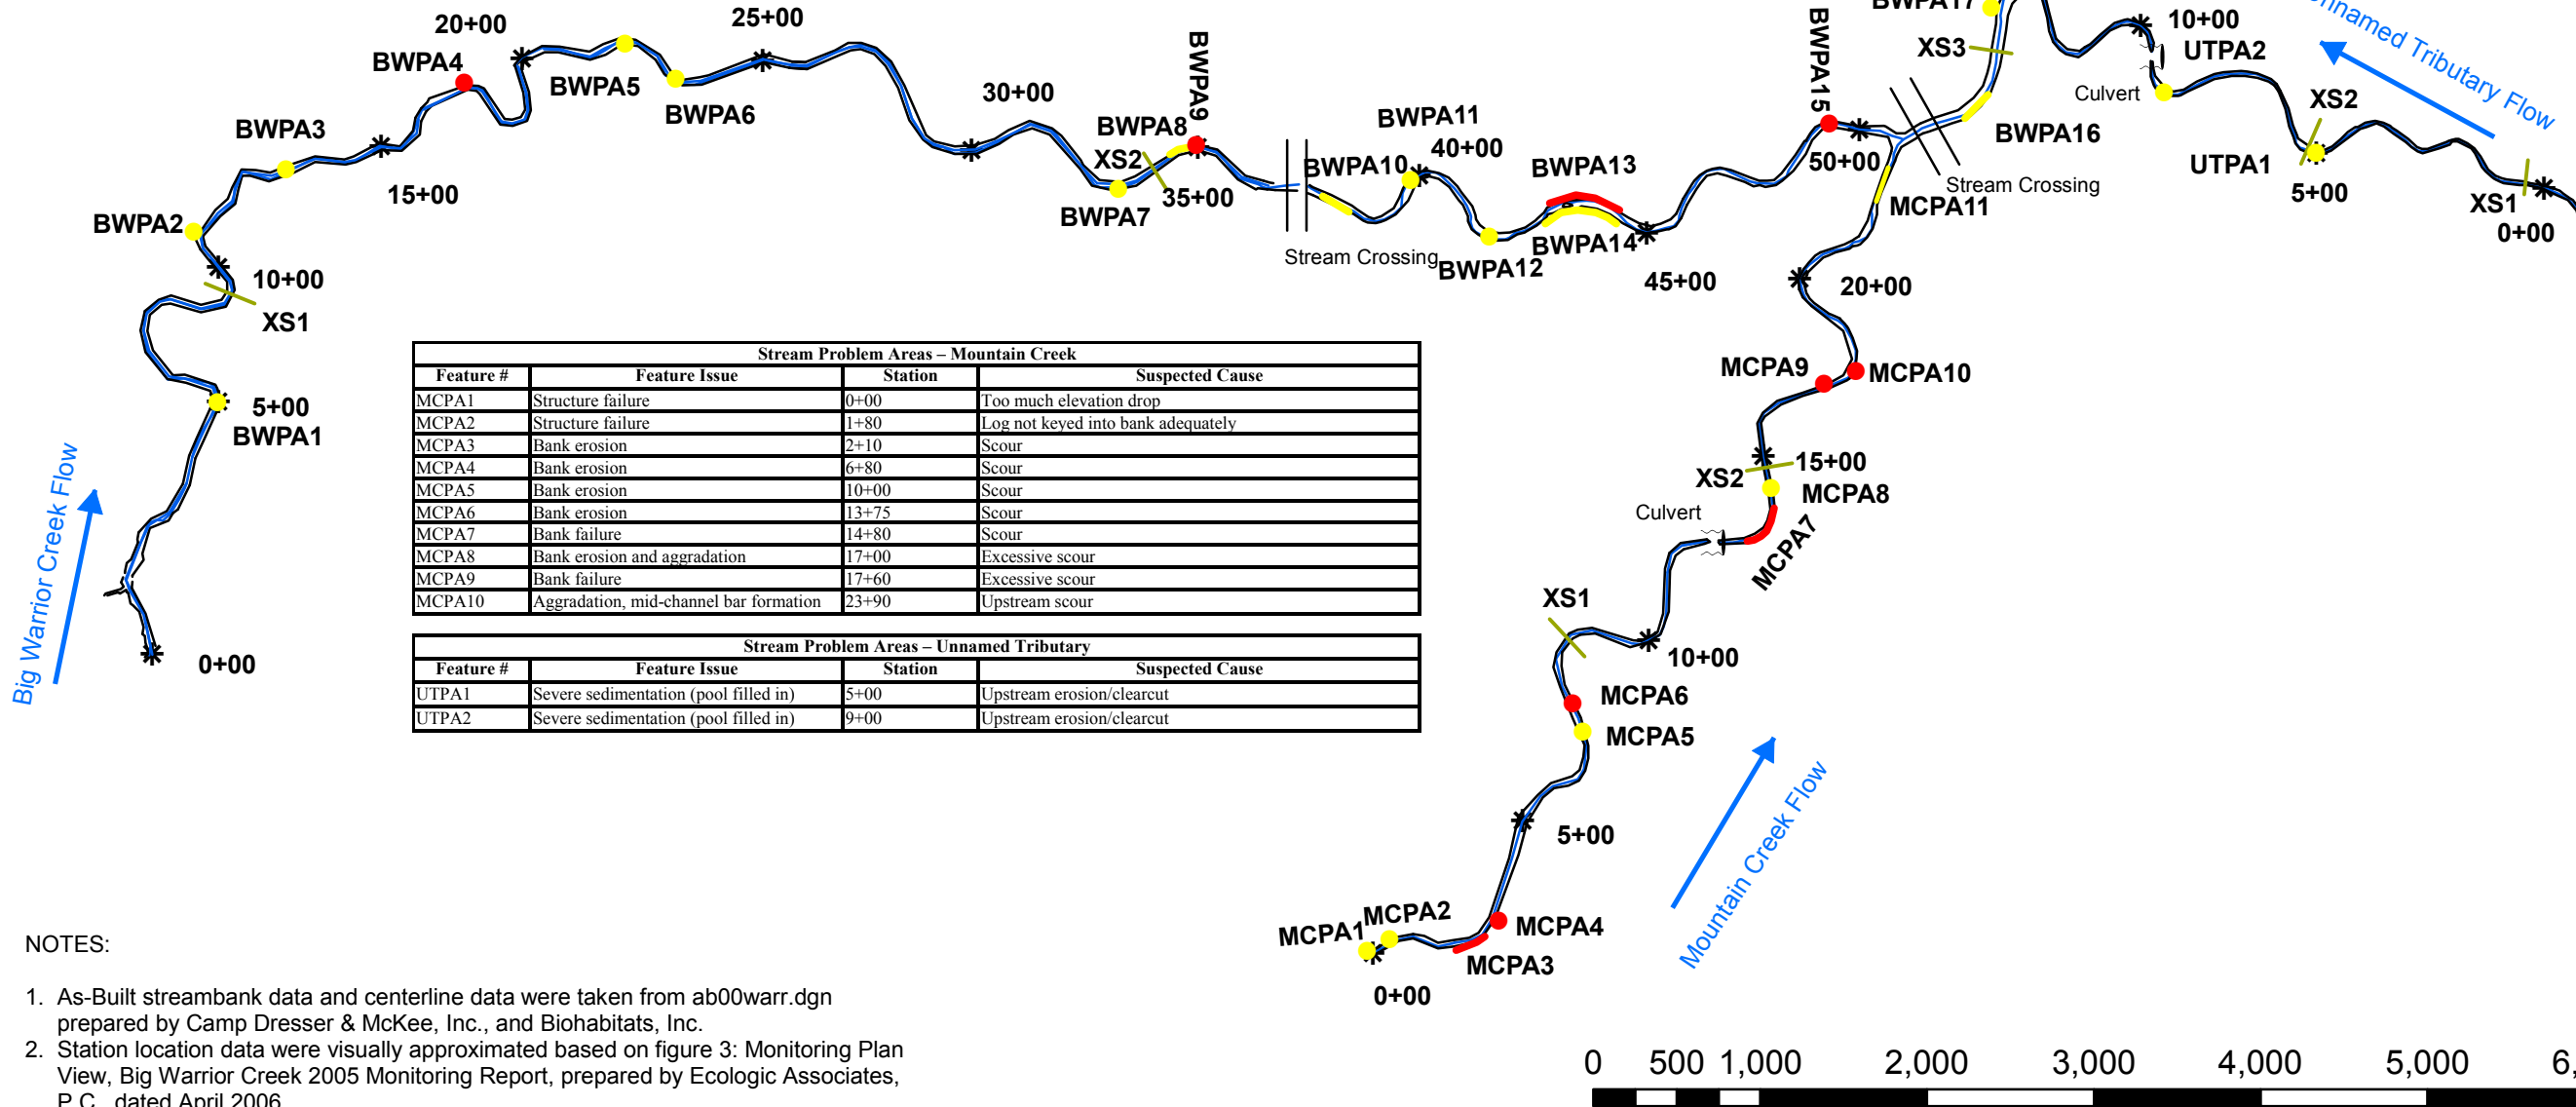 20+00
25+00
BWPA4
BWPA5
BWPA6
BWPA3
15+00
BWPA2
10+00
XS1
5+00
BWPA1
0+00
Big Warrior Creek Flow
30+00
BWPA9
BWPA8
XS2
BWPA7
35+00
BWPA11
BWPA10
40+00
Stream Crossing
BWPA12
BWPA13
BWPA14
45+00
BWPA15
50+00
BWPA17
XS3
BWPA16
Stream Crossing
MCPA11
10+00
UTPA2
Culvert
Unnamed Tributary Flow
XS2
UTPA1
5+00
XS1
0+00
20+00
MCPA9
MCPA10
15+00
XS2
MCPA8
Culvert
MCPA7
XS1
10+00
MCPA6
MCPA5
5+00
Mountain Creek Flow
MCPA1
MCPA2
MCPA4
MCPA3
0+00
Stream Problem Areas – Mountain Creek
Feature # Feature Issue Station Suspected Cause
MCPA1 Structure failure 0+00 Too much elevation drop
MCPA2 Structure failure 1+80 Log not keyed into bank adequately
MCPA3 Bank erosion 2+10 Scour
MCPA4 Bank erosion 6+80 Scour
MCPA5 Bank erosion 10+00 Scour
MCPA6 Bank erosion 13+75 Scour
MCPA7 Bank failure 14+80 Scour
MCPA8 Bank erosion and aggradation 17+00 Excessive scour
MCPA9 Bank failure 17+60 Excessive scour
MCPA10 Aggradation, mid-channel bar formation 23+90 Upstream scour
Stream Problem Areas – Unnamed Tributary
Feature # Feature Issue Station Suspected Cause
UTPA1 Severe sedimentation (pool filled in) 5+00 Upstream erosion/clearcut
UTPA2 Severe sedimentation (pool filled in) 9+00 Upstream erosion/clearcut
NOTES:
1. As-Built streambank data and centerline data were taken from ab00warr.dgn
prepared by Camp Dresser & McKee, Inc., and Biohabitats, Inc.
2. Station location data were visually approximated based on figure 3: Monitoring Plan
View, Big Warrior Creek 2005 Monitoring Report, prepared by Ecologic Associates,
P.C., dated April 2006
0 500 1,000 2,000 3,000 4,000 5,000